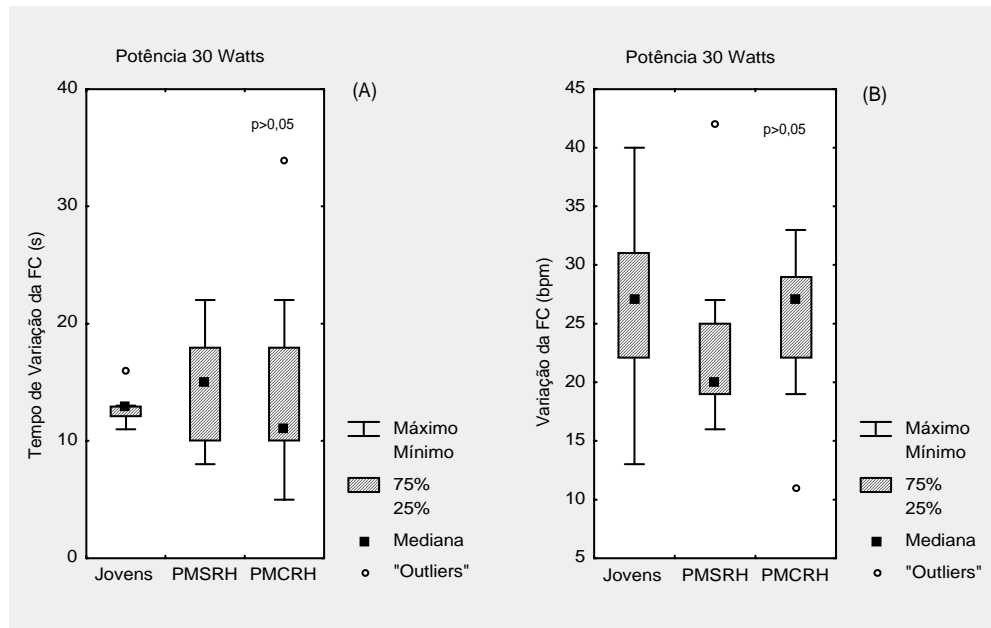 Potência 30 Watts
(A)
p>0,05
Tempo de Variação da FC (s)
40
30
20
10
0
Jovens PMSRH PMCRH
Máximo
Mínimo
75%
25%
Mediana
"Outliers"
Potência 30 Watts
(B)
p>0,05
Variação da FC (bpm)
45
40
35
30
25
20
15
10
5
Jovens PMSRH PMCRH
Máximo
Mínimo
75%
25%
Mediana
"Outliers"